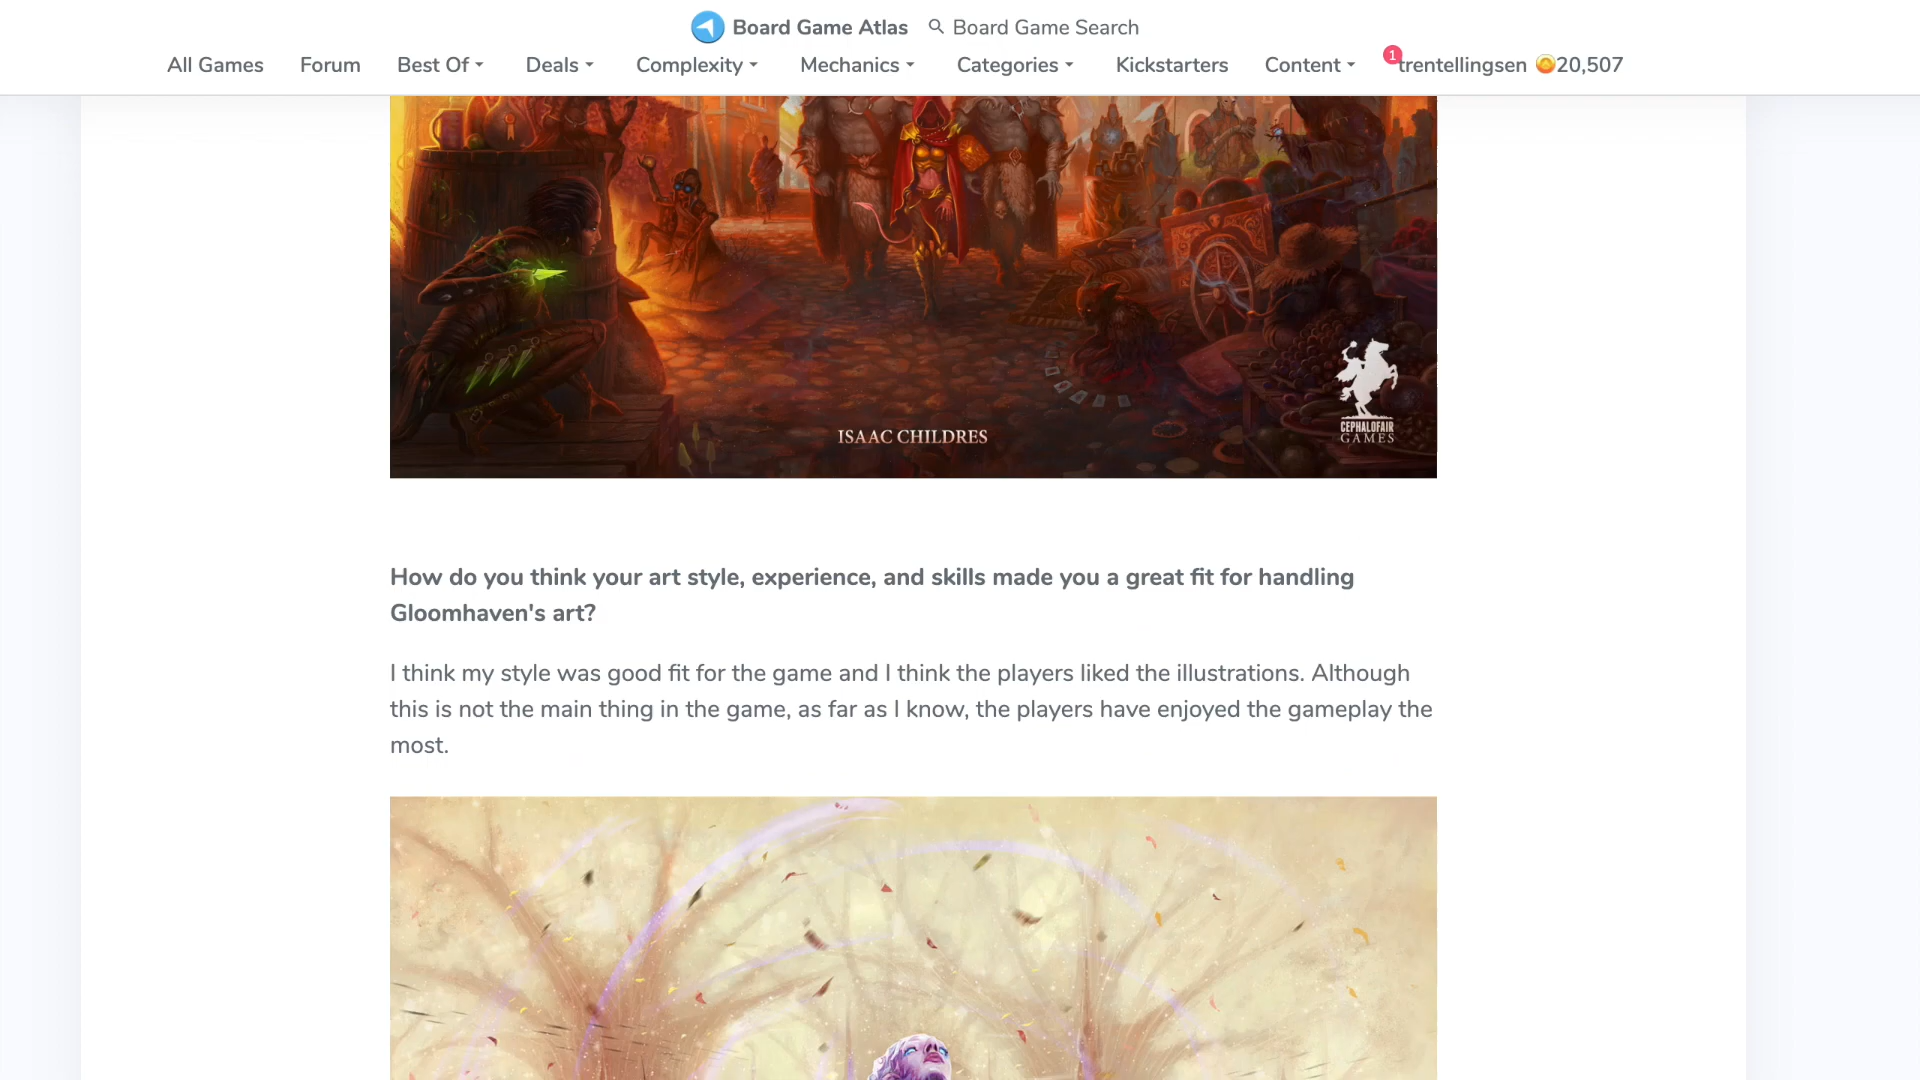 Board Game Atlas Board Game Search
All Games Forum Best Of Deals Complexity Mechanics Categories Kickstarters Content 1 trentellingsen 20,507
ISAAC CHILDRES
CEPHALOFAIR
GAMES
How do you think your art style, experience, and skills made you a great fit for handling
Gloomhaven's art?
I think my style was good fit for the game and I think the players liked the illustrations. Although
this is not the main thing in the game, as far as I know, the players have enjoyed the gameplay the
most.